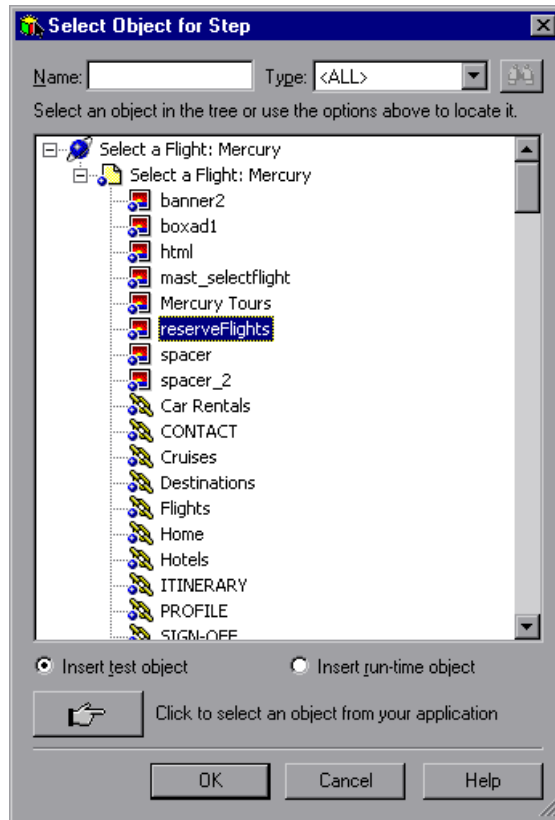 Select Object for Step
Name: Type: <ALL>
Select an object in the tree or use the options above to locate it.
Select a Flight: Mercury
Select a Flight: Mercury
banner2
boxad1
html
mast_selectflight
Mercury Tours
reserveFlights
spacer
spacer_2
Car Rentals
CONTACT
Cruises
Destinations
Flights
Home
Hotels
ITINERARY
PROFILE
SIGN-OFF
Insert test object Insert run-time object
Click to select an object from your application
OK Cancel Help